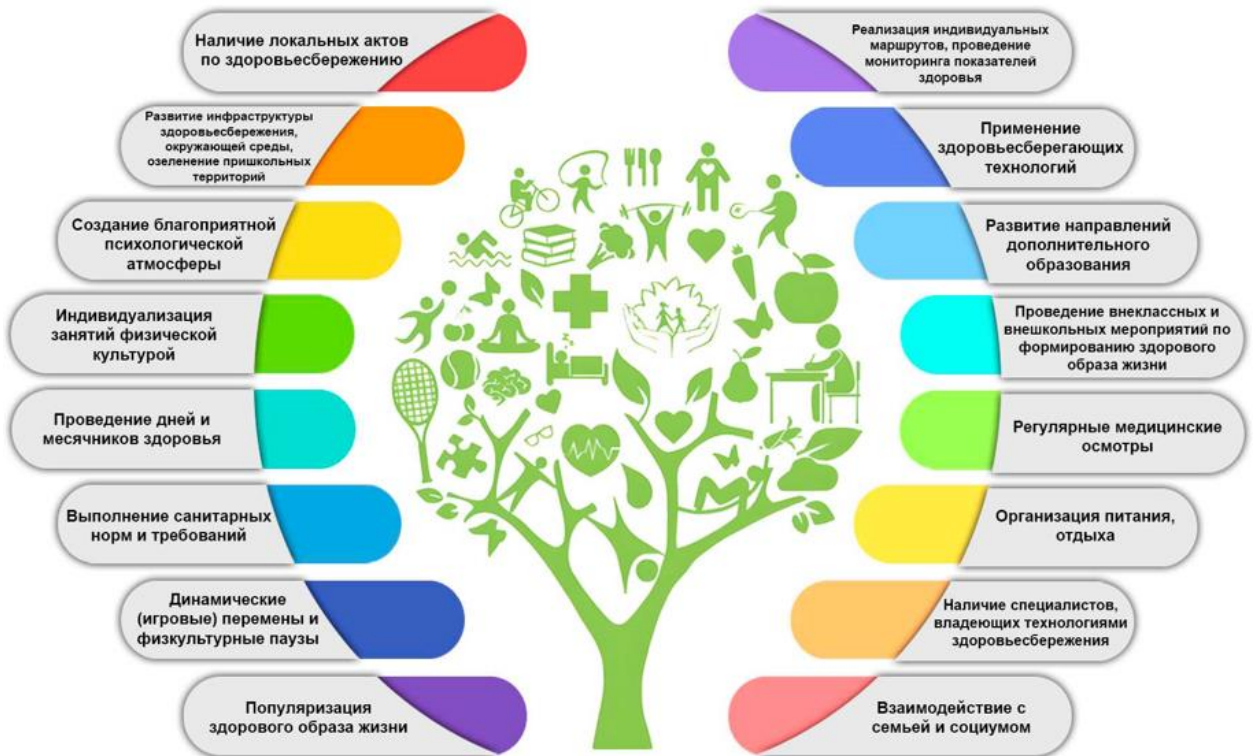 Наличие локальных актов
по здоровьесбережению
Развитие инфраструктуры
здоровьесбережения,
окружающей среды,
озеленение пришкольных
территорий
Создание благоприятной
психологической
атмосферы
Индивидуализация
занятий физической
культурой
Проведение дней и
месячников здоровья
Выполнение санитарных
норм и требований
Динамические
(игровые) перемены и
физкультурные паузы
Популяризация
здорового образа жизни
Реализация индивидуальных
маршрутов, проведение
мониторинга показателей
здоровья
Применение
здоровьесберегающих
технологий
Развитие направлений
дополнительного
образования
Проведение внеклассных и
внешкольных мероприятий по
формированию здорового
образа жизни
Регулярные медицинские
осмотры
Организация питания,
отдыха
Наличие специалистов,
владеющих технологиями
здоровьесбережения
Взаимодействие с
семьей и социумом